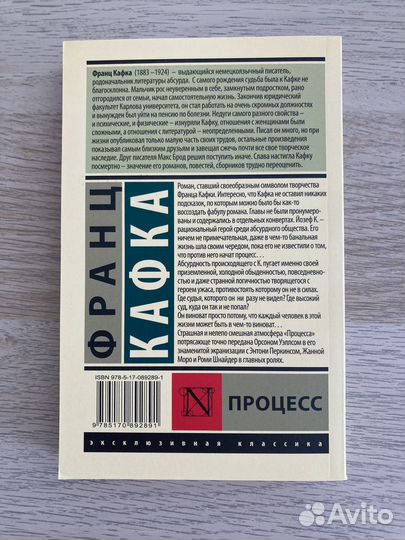 Франц Кафка (1883 –1924) – выдающийся немецкоязычный писатель,
родоначальник литературы абсурда. С самого рождения судьба была к Кафке не
благосклонна. Мальчик рос неуверенным в себе, замкнутым подростком, рано
отгородился от семьи, начав самостоятельную жизнь. Закончив юридический
факультет Карлова университета, он стал работать на очень скромных должностях
и вынужден был уйти на пенсию по болезни. Недуги самого разного свойства –
и психические, и физические – изнуряли Кафку, отношения с женщинами были
сложными, а отношения с литературой – неопределенными. Писал он много, но при
жизни опубликовал только малую часть своих трудов, остальные произведения
показывал самым близким друзьям и завещал сжечь почти все свое творческое
наследие. Друг писателя Макс Брод решил поступить иначе. Слава настигла Кафку
посмертно – значение его романов, повестей, сборников трудно переоценить.
ФРАНЦ
КАФКА
Роман, ставший своеобразным символом творчества
Франца Кафки. Интересно, что Кафка не оставил никаких
подсказок, по которым можно было бы как-то
воссоздать фабулу романа. Главы не были пронумеро-
ваны и содержались в отдельных конвертах. Йозеф К. –
рациональный герой среди абсурдного общества. Его
ничем не примечательная, даже в чем-то банальная
жизнь шла своим чередом, пока его не известили о том,
что против него начат процесс…
Абсурдность происходящего с К. пугает именно своей
приземленной, холодной обыденностью, повседневно-
стью и даже странной логичностью творящегося с
героем ужаса, противостоять которому он не в силах.
Где судья, которого он ни разу не видел? Где высокий
суд, куда он так и не попал?
Он виноват просто потому, что каждый человек в этой
жизни может быть в чем-то виноват…
Страшная и нелепо смешная атмосфера «Процесса»
потрясающе точно передана Орсоном Уэллсом в его
знаменитой экранизации с Энтони Перкинсом, Жанной
Моро и Роми Шнайдер в главных ролях.
ISBN 978-5-17-089289-1
9 785170 892891
N
ПРОЦЕСС
эксклюзивная классика
Avito